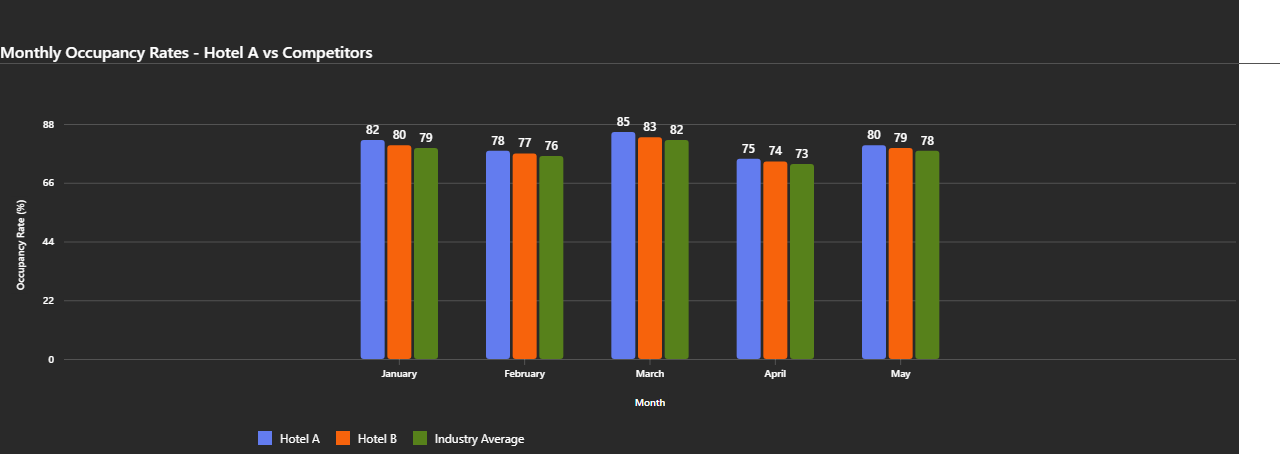 Monthly Occupancy Rates - Hotel A vs Competitors
88
66
44
22
0
Occupancy Rate (%)
82 80 79
78 77 76
85 83 82
75 74 73
80 79 78
January February March April May
Month
Hotel A Hotel B Industry Average